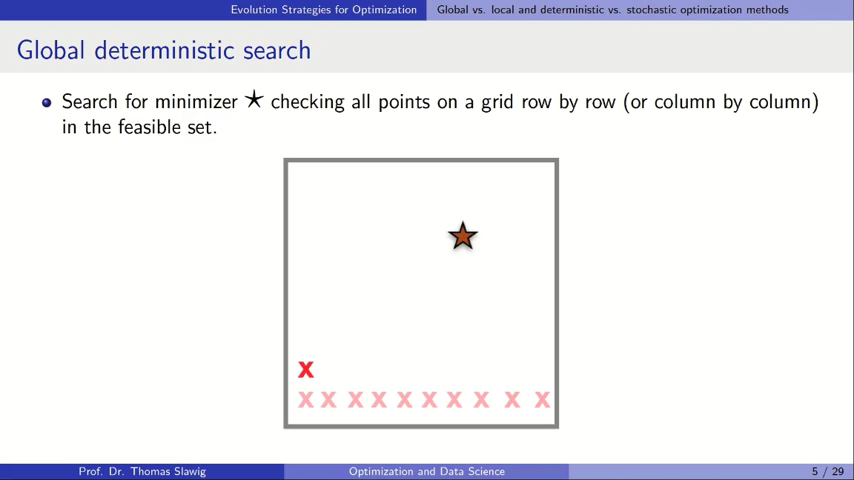 Evolution Strategies for Optimization Global vs. local and deterministic vs. stochastic optimization methods
Global deterministic search
Search for minimizer ★ checking all points on a grid row by row (or column by column)
in the feasible set.
x
x x x x x x x x x x
Prof. Dr. Thomas Slawig Optimization and Data Science 5 / 29